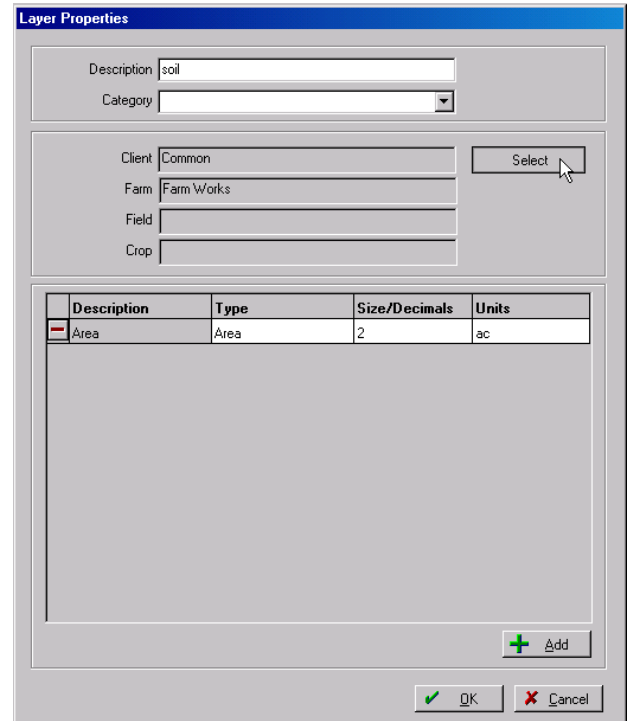 Layer Properties
Description soil
Category
Client Common
Select
Farm Farm Works
Field
Crop
Description Type Size/Decimals Units
Area Area 2 ac
Add
OK Cancel